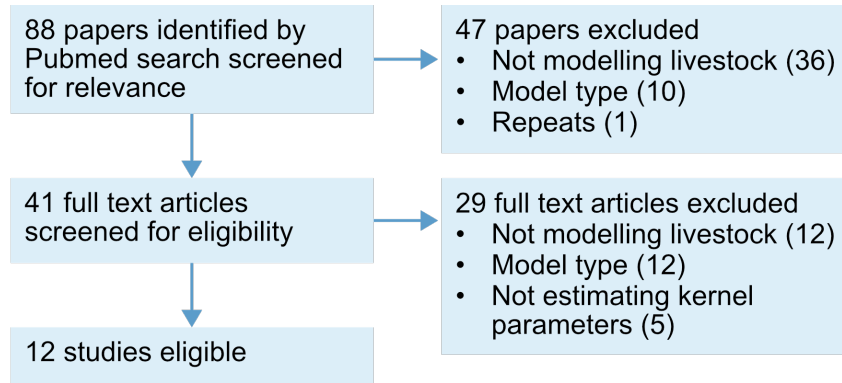 88 papers identified by
Pubmed search screened
for relevance
47 papers excluded
• Not modelling livestock (36)
• Model type (10)
• Repeats (1)
41 full text articles
screened for eligibility
29 full text articles excluded
• Not modelling livestock (12)
• Model type (12)
• Not estimating kernel
parameters (5)
12 studies eligible